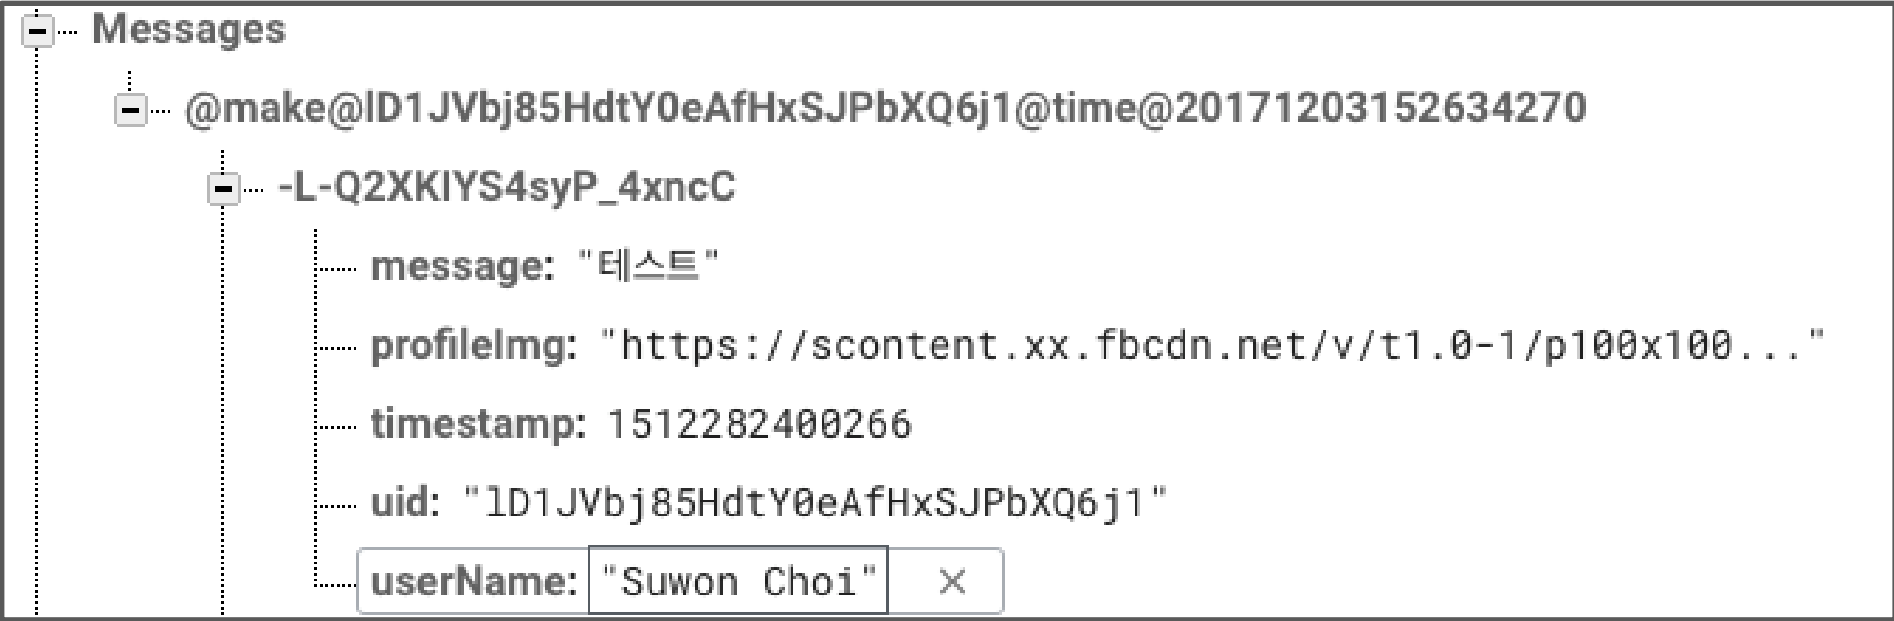 Messages
@make@lD1JVbj85HdtY0eAfHxSJPbXQ6j1@time@20171203152634270
-L-Q2XKIYS4syP_4xncC
message: "테스트"
profileImg: "https://scontent.xx.fbcdn.net/v/t1.0-1/p100x100..."
timestamp: 1512282400266
uid: "lD1JVbj85HdtY0eAfHxSJPbXQ6j1"
userName: "Suwon Choi" ×